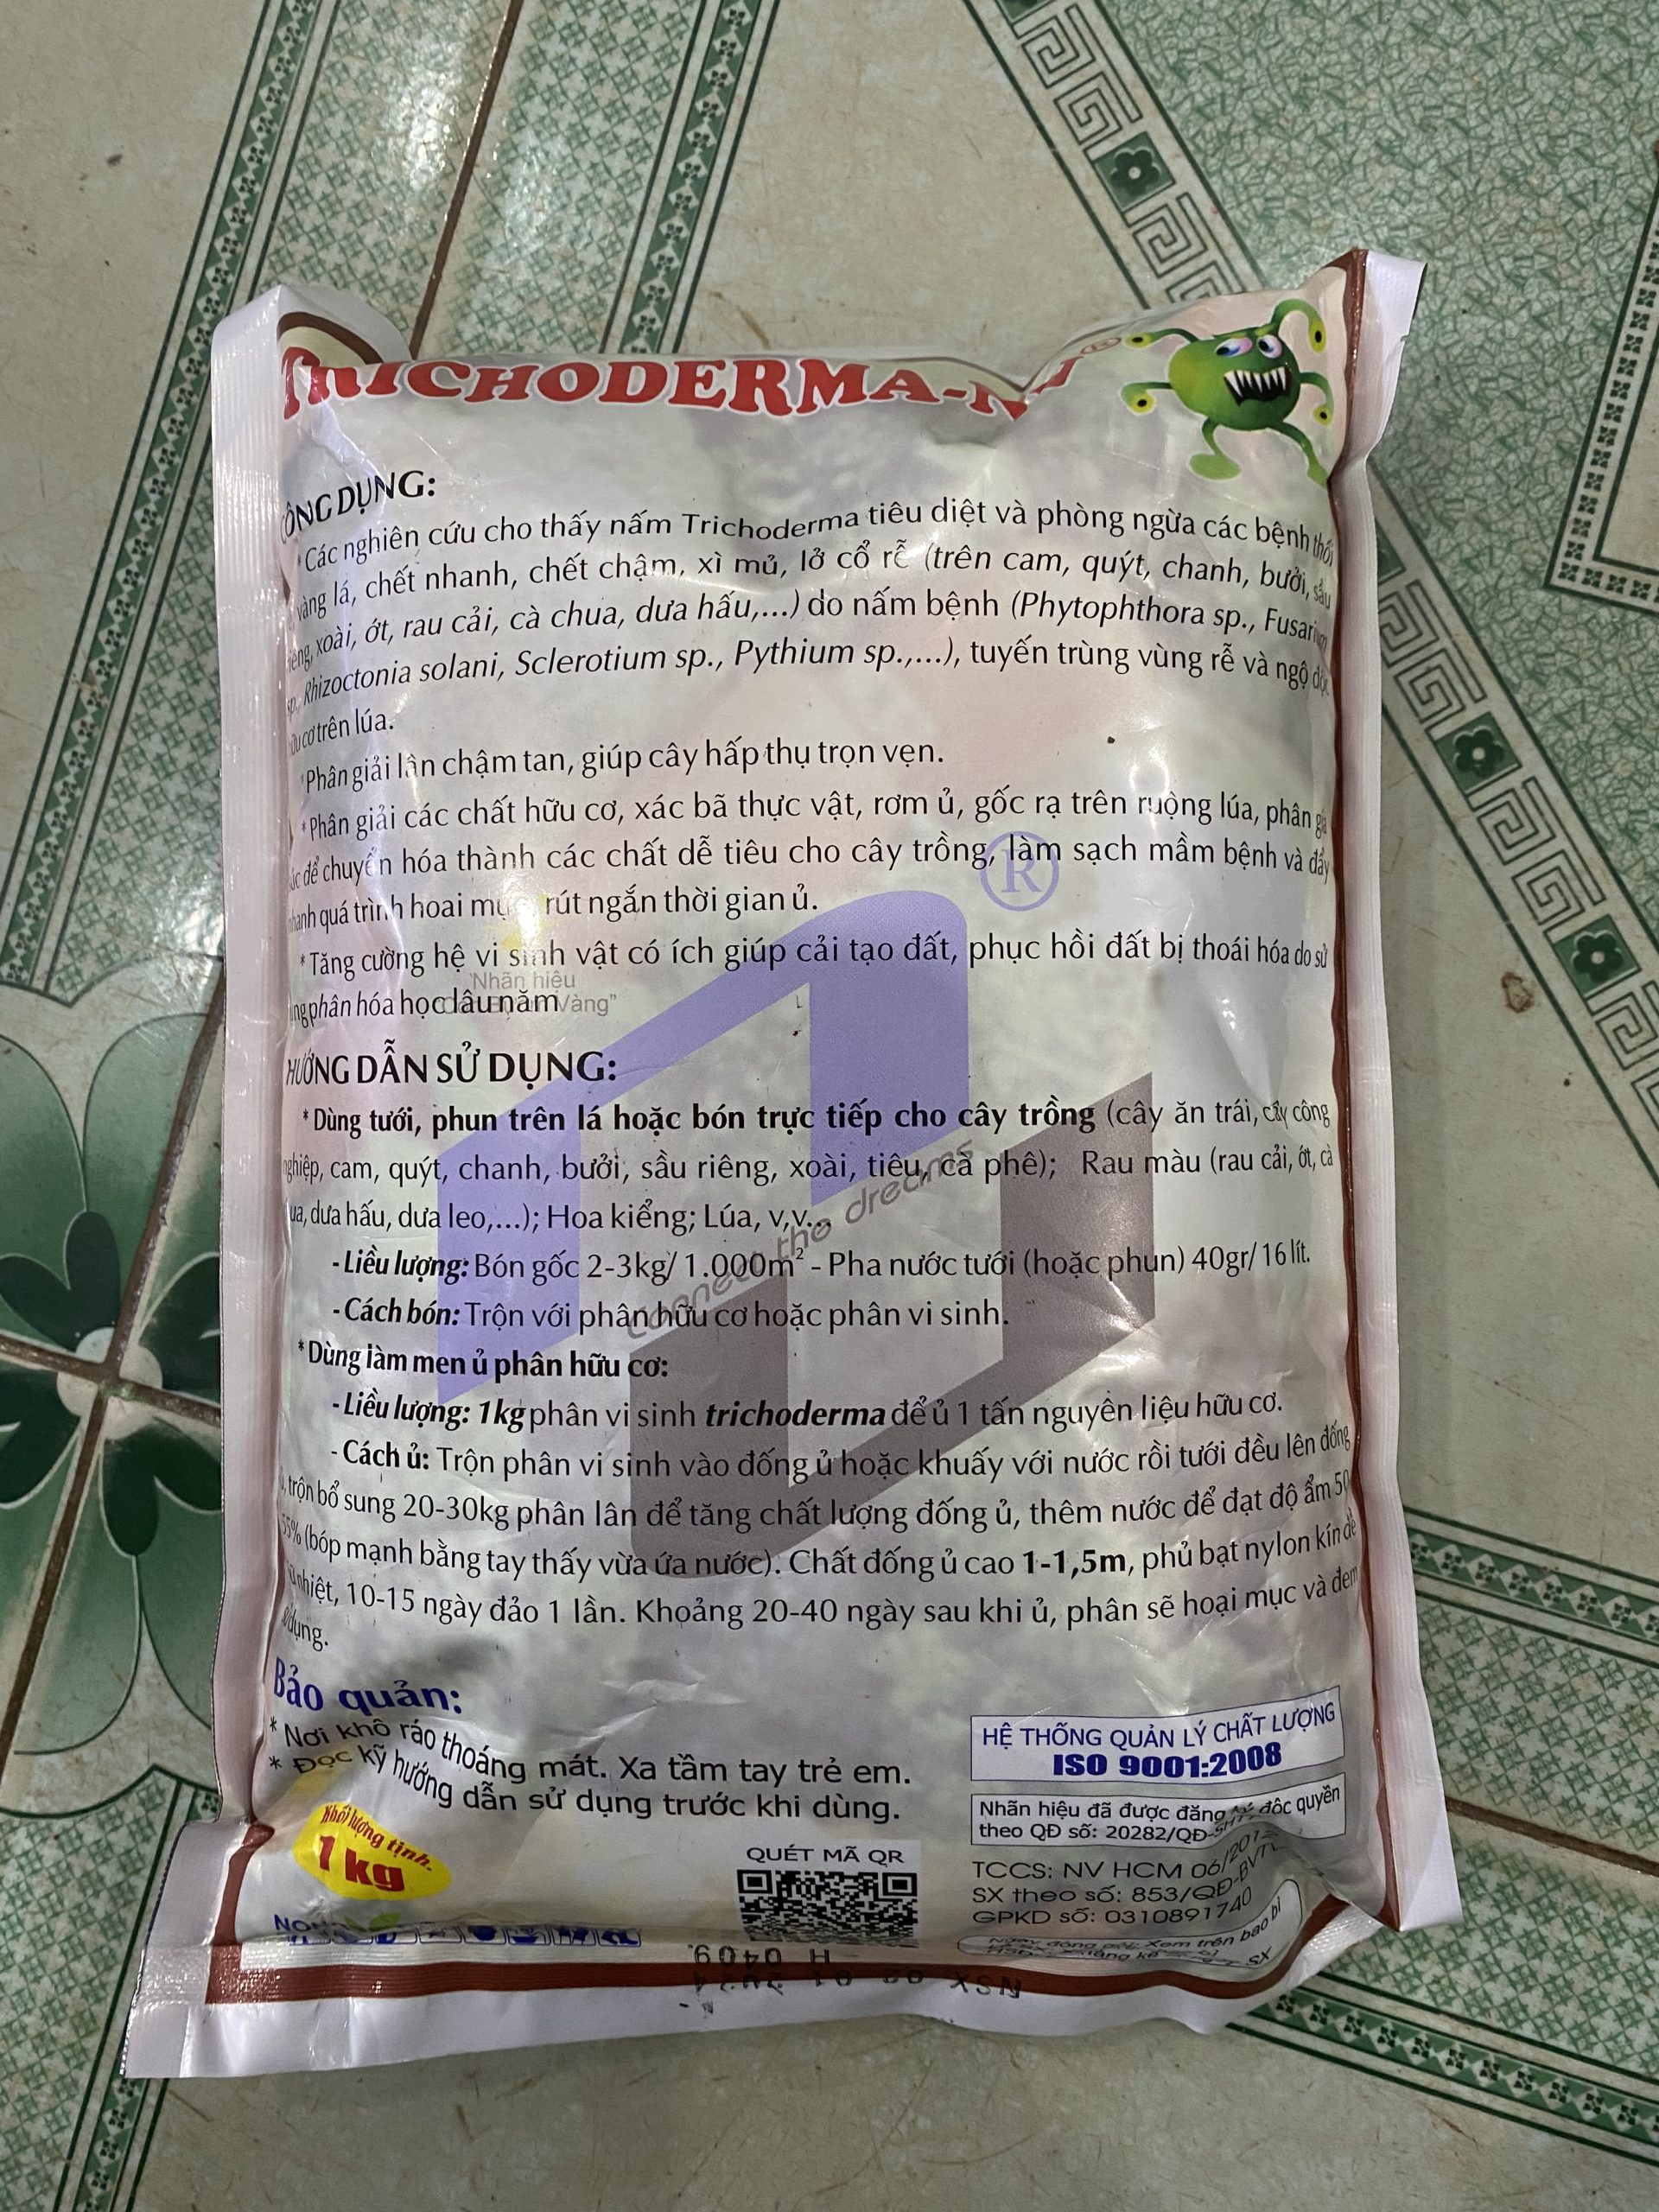 TRICHODERMA-N
®
CÔNG DỤNG:
*Các nghiên cứu cho thấy nấm Trichoderma tiêu diệt và phòng ngừa các bệnh thối
vàng lá, chết nhanh, chết chậm, xì mủ, lở cổ rễ (trên cam, quýt, chanh, bưởi, sầu
xoài, ớt, rau cải, cà chua, dưa hấu,...) do nấm bệnh (Phytophthora sp., Fusarium
sp., Rhizoctonia solani, Sclerotium sp., Pythium sp.,...), tuyến trùng vùng rễ và ngộ độc
cơ trên lúa.
*Phân giải lân chậm tan, giúp cây hấp thụ trọn vẹn.
*Phân giải các chất hữu cơ, xác bã thực vật, rơm ủ, gốc rạ trên ruộng lúa, phân gia
để chuyển hóa thành các chất dễ tiêu cho cây trồng, làm sạch mầm bệnh và đẩy
nhanh quá trình hoai mục, rút ngắn thời gian ủ.
*Tăng cường hệ vi sinh vật có ích giúp cải tạo đất, phục hồi đất bị thoái hóa do sử
phân hóa học lâu năm
Nhãn hiệu
Vàng"
®
connect the dreams
HƯỚNG DẪN SỬ DỤNG:
*Dùng tưới, phun trên lá hoặc bón trực tiếp cho cây trồng (cây ăn trái, cây công
nghiệp, cam, quýt, chanh, bưởi, sầu riêng, xoài, tiêu, cà phê); Rau màu (rau cải, ớt, cà
dưa hấu, dưa leo,...); Hoa kiểng; Lúa, v,v...
-Liều lượng: Bón gốc 2-3kg/ 1.000m² - Pha nước tưới (hoặc phun) 40gr/ 16 lít.
-Cách bón: Trộn với phân hữu cơ hoặc phân vi sinh.
*Dùng làm men ủ phân hữu cơ:
-Liều lượng: 1kg phân vi sinh trichoderma để ủ 1 tấn nguyên liệu hữu cơ.
- Cách ủ: Trộn phân vi sinh vào đống ủ hoặc khuấy với nước rồi tưới đều lên đống
trộn bổ sung 20-30kg phân lân để tăng chất lượng đống ủ, thêm nước để đạt độ ẩm 50
55% (bóp mạnh bằng tay thấy vừa ứa nước). Chất đống ủ cao 1-1,5m, phủ bạt nylon kín để
nhiệt, 10-15 ngày đảo 1 lần. Khoảng 20-40 ngày sau khi ủ, phân sẽ hoại mục và đem
dụng.
Bảo quản:
* Nơi khô ráo thoáng mát. Xa tầm tay trẻ em.
* Đọc kỹ hướng dẫn sử dụng trước khi dùng.
Khối lượng tịnh.
1 kg
QUÉT MÃ QR
HỆ THỐNG QUẢN LÝ CHẤT LƯỢNG
ISO 9001:2008
Nhãn hiệu đã được đăng ký độc quyền
theo QĐ số: 20282/QĐ-SHTT
TCCS: NV HCM 06/201
SX theo số: 853/QĐ-BVTV
GPKD số: 0310891740
Xem trên bao bì
SX
H 0409
NSX 02 01